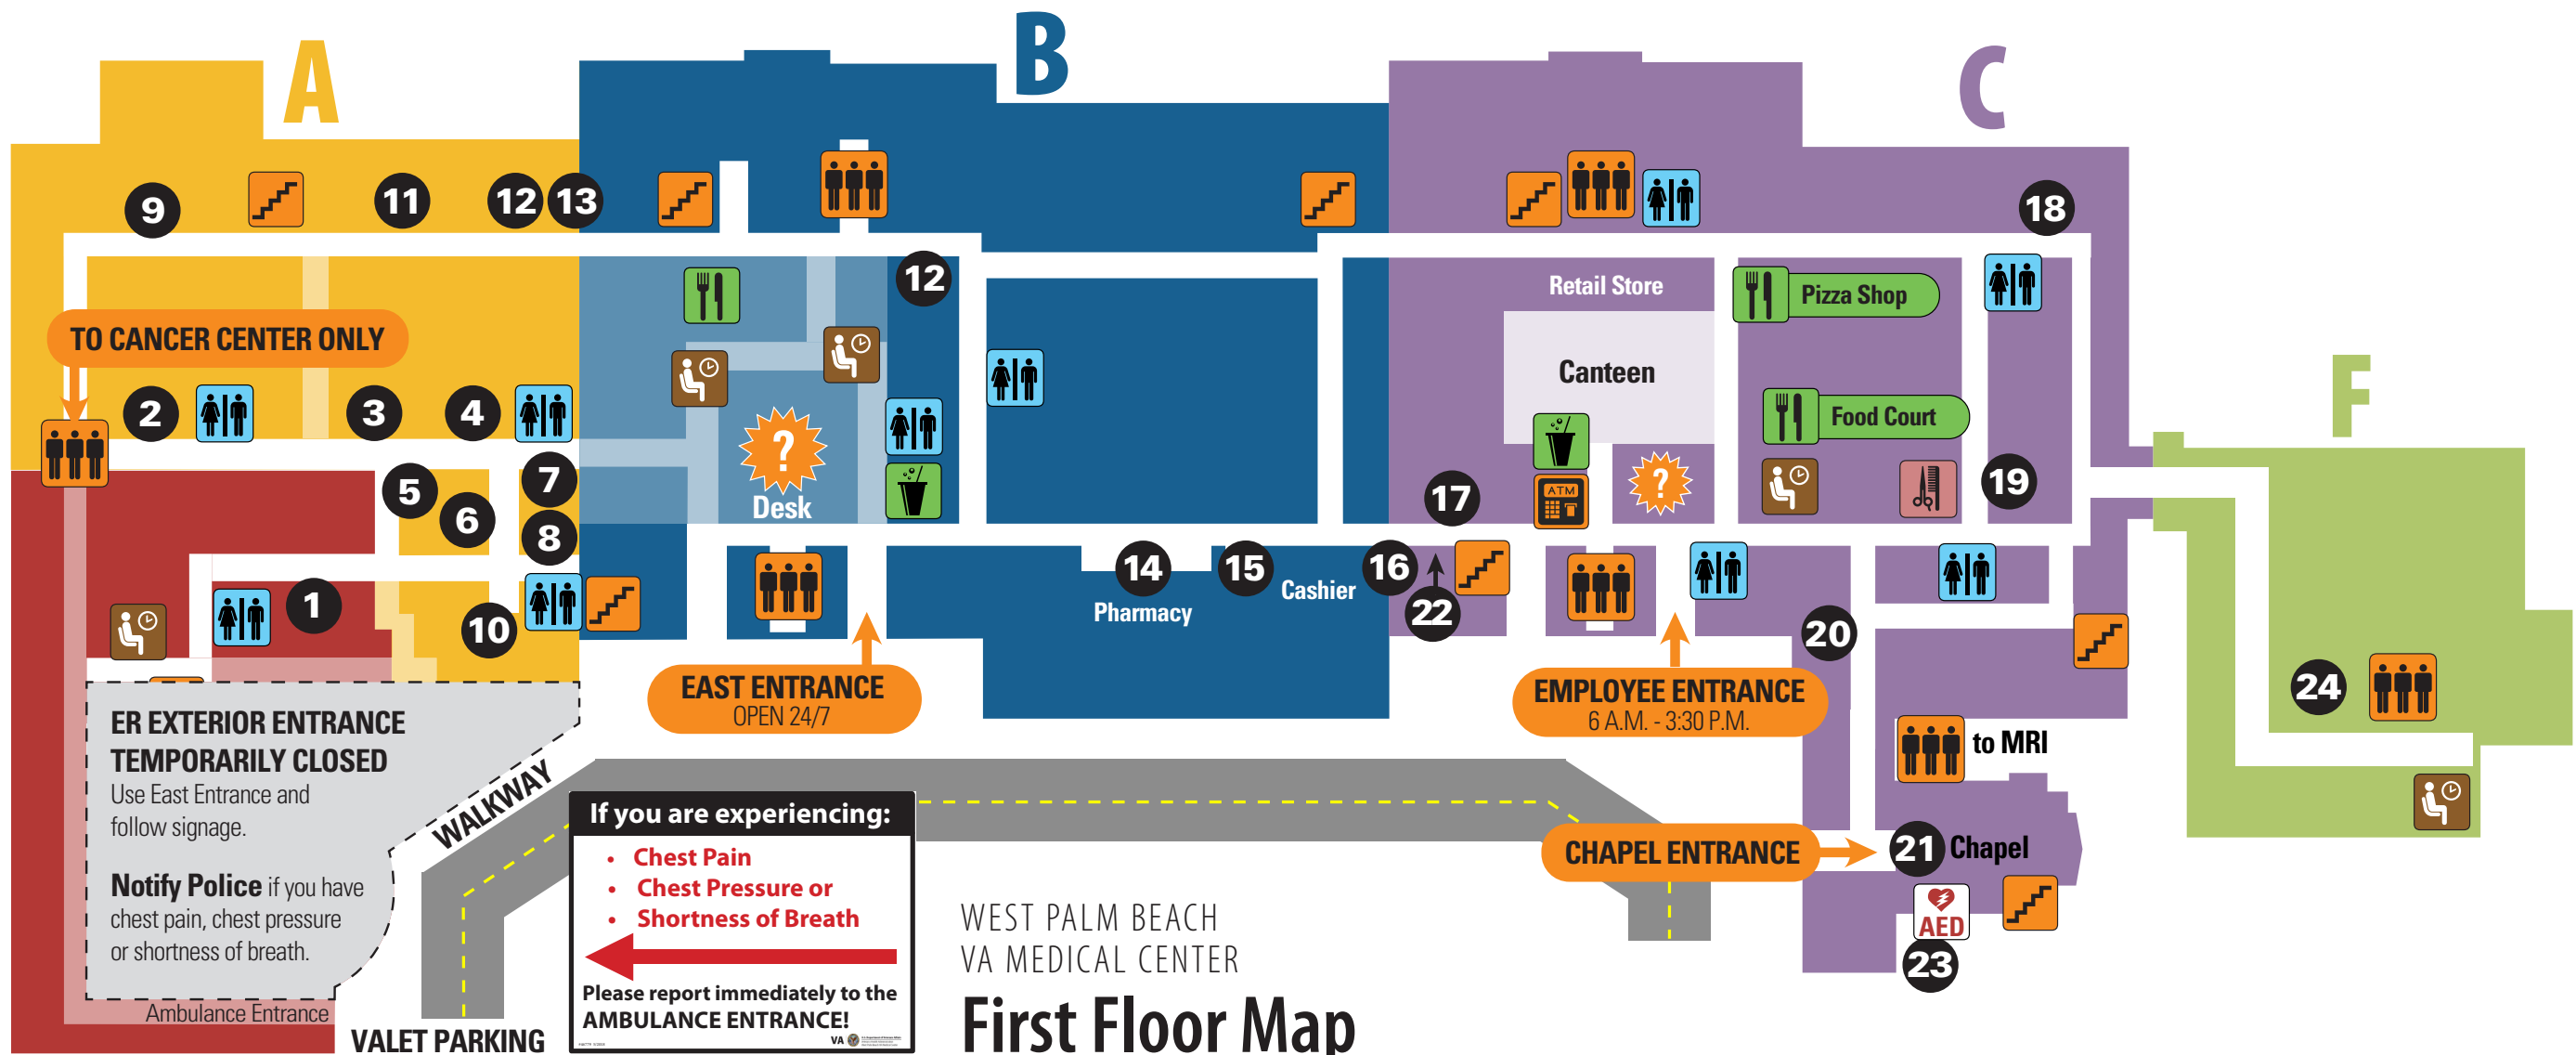 A
B
C
F
9
11
12
13
18
12
Retail Store
Pizza Shop
TO CANCER CENTER ONLY
Canteen
2
3
4
Food Court
?
Desk
5
6
7
8
17
ATM
?
19
1
10
14
Pharmacy
15
Cashier
16
22
20
24
EAST ENTRANCE
OPEN 24/7
EMPLOYEE ENTRANCE
6 A.M. - 3:30 P.M.
to MRI
ER EXTERIOR ENTRANCE
TEMPORARILY CLOSED
Use East Entrance and
follow signage.
Notify Police if you have
chest pain, chest pressure
or shortness of breath.
Ambulance Entrance
WALKWAY
VALET PARKING
If you are experiencing:
• Chest Pain
• Chest Pressure or
• Shortness of Breath
Please report immediately to the
AMBULANCE ENTRANCE!
VA
CHAPEL ENTRANCE
21 Chapel
AED
23
WEST PALM BEACH
VA MEDICAL CENTER
First Floor Map